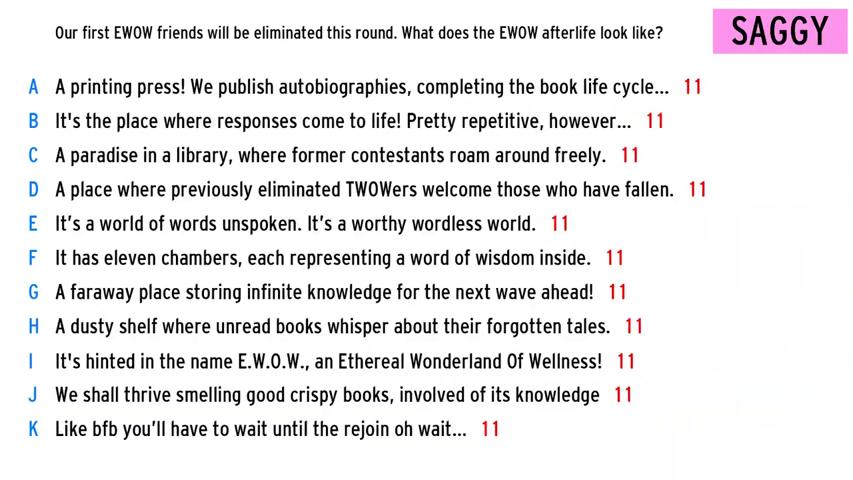 Our first EWOW friends will be eliminated this round. What does the EWOW afterlife look like?
SAGGY
A A printing press! We publish autobiographies, completing the book life cycle... 11
B It's the place where responses come to life! Pretty repetitive, however... 11
C A paradise in a library, where former contestants roam around freely. 11
D A place where previously eliminated TWOWers welcome those who have fallen. 11
E It’s a world of words unspoken. It’s a worthy wordless world. 11
F It has eleven chambers, each representing a word of wisdom inside. 11
G A faraway place storing infinite knowledge for the next wave ahead! 11
H A dusty shelf where unread books whisper about their forgotten tales. 11
I It's hinted in the name E.W.O.W., an Ethereal Wonderland Of Wellness! 11
J We shall thrive smelling good crispy books, involved of its knowledge 11
K Like bfb you’ll have to wait until the rejoin oh wait... 11